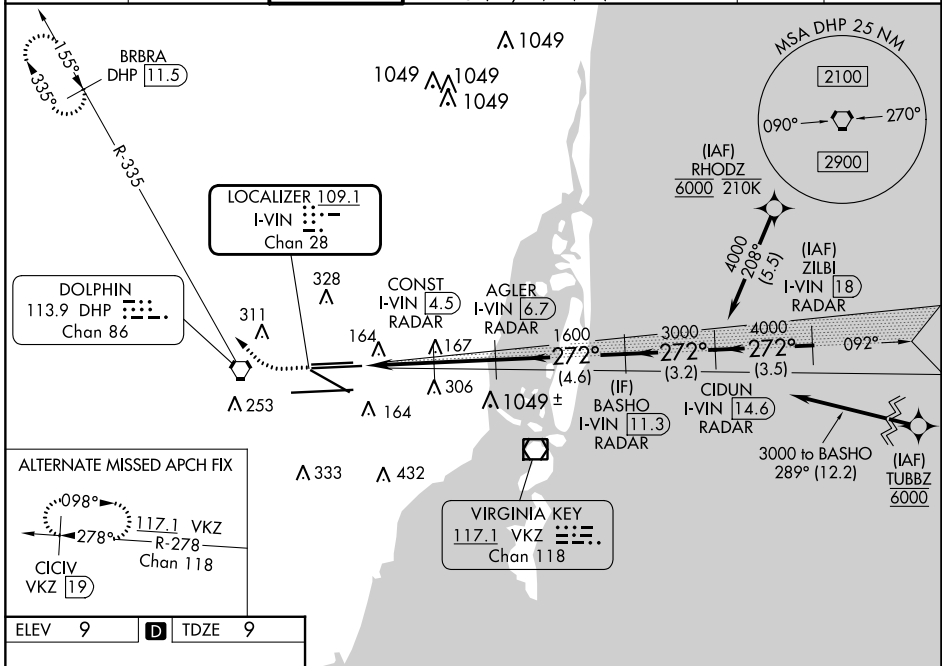 1049
1049
1049
1049
MSA DHP 25 NM
2100
090°
270°
2900
BRBRA
DHP 11.5
155°
335°
R-335
LOCALIZER 109.1
I-VIN
Chan 28
(IAF)
RHODZ
6000 210K
4000
208°
(5.5)
(IAF)
ZILBI
I-VIN 18
RADAR
DOLPHIN
113.9 DHP
Chan 86
311
328
CONST
I-VIN 4.5
RADAR
AGLER
I-VIN 6.7
RADAR
164
167
1600
3000
4000
272°
272°
272°
092°
(4.6)
(3.2)
(3.5)
253
164
306
1049 ±
(IF)
BASHO
I-VIN 11.3
RADAR
CIDUN
I-VIN 14.6
RADAR
3000 to BASHO
289° (12.2)
(IAF)
TUBBZ
6000
333
432
VIRGINIA KEY
117.1 VKZ
Chan 118
ALTERNATE MISSED APCH FIX
098°
278°
117.1 VKZ
R-278
Chan 118
CICIV
VKZ 19
ELEV 9 D TDZE 9